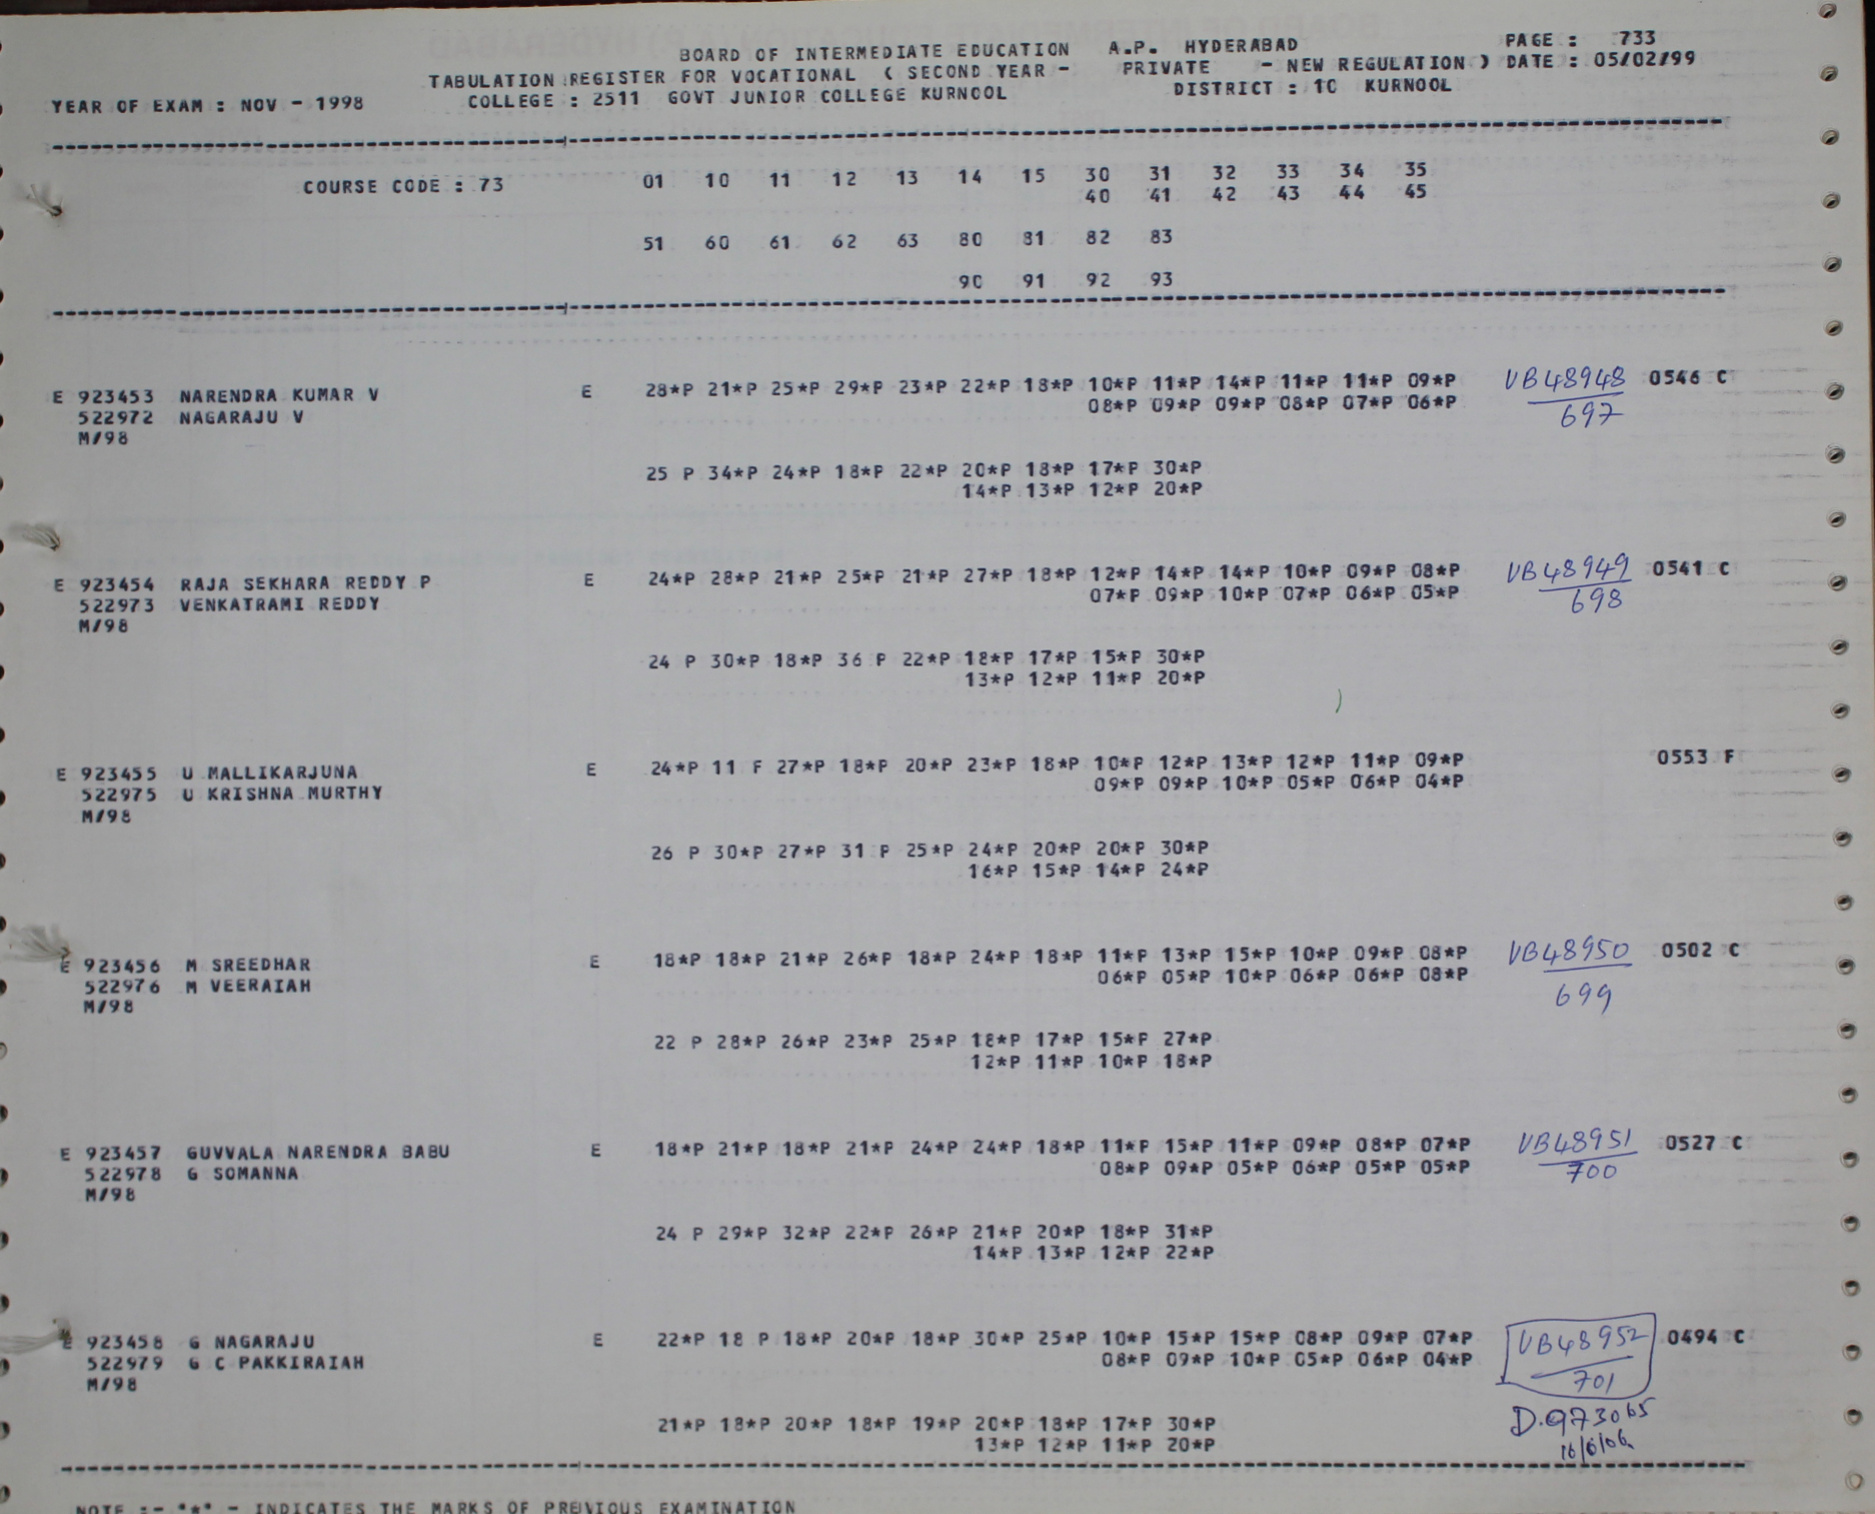 BOARD OF INTERMEDIATE EDUCATION A.P. HYDERABAD PAGE : 733
TABULATION REGISTER FOR VOCATIONAL ( SECOND YEAR - PRIVATE - NEW REGULATION ) DATE : 05/02/99
YEAR OF EXAM : NOV - 1998 COLLEGE : 2511 GOVT JUNIOR COLLEGE KURNOOL DISTRICT : 10 KURNOOL
COURSE CODE : 73 01 10 11 12 13 14 15 30 31 32 33 34 35
40 41 42 43 44 45
51 60 61 62 63 80 81 82 83
90 91 92 93
E 923453 NARENDRA KUMAR V E 28*P 21*P 25*P 29*P 23*P 22*P 18*P 10*P 11*P 14*P 11*P 11*P 09*P VB48948 0546 C
522972 NAGARAJU V 08*P 09*P 09*P 08*P 07*P 06*P 697
M/98
25 P 34*P 24*P 18*P 22*P 20*P 18*P 17*P 30*P
14*P 13*P 12*P 20*P
E 923454 RAJA SEKHARA REDDY P E 24*P 28*P 21*P 25*P 21*P 27*P 18*P 12*P 14*P 14*P 10*P 09*P 08*P VB48949 0541 C
522973 VENKATRAMI REDDY 07*P 09*P 10*P 07*P 06*P 05*P 698
M/98
24 P 30*P 18*P 36 P 22*P 18*P 17*P 15*P 30*P
13*P 12*P 11*P 20*P
E 923455 U MALLIKARJUNA E 24*P 11 F 27*P 18*P 20*P 23*P 18*P 10*P 12*P 13*P 12*P 11*P 09*P 0553 F
522975 U KRISHNA MURTHY 09*P 09*P 10*P 05*P 06*P 04*P
M/98
26 P 30*P 27*P 31 P 25*P 24*P 20*P 20*P 30*P
16*P 15*P 14*P 24*P
E 923456 M SREEDHAR E 18*P 18*P 21*P 26*P 18*P 24*P 18*P 11*P 13*P 15*P 10*P 09*P 08*P VB48950 0502 C
522976 M VEERAIAH 06*P 05*P 10*P 06*P 06*P 08*P 699
M/98
22 P 28*P 26*P 23*P 25*P 18*P 17*P 15*P 27*P
12*P 11*P 10*P 18*P
E 923457 GUVVALA NARENDRA BABU E 18*P 21*P 18*P 21*P 24*P 24*P 18*P 11*P 15*P 11*P 09*P 08*P 07*P VB48951 0527 C
522978 G SOMANNA 08*P 09*P 05*P 06*P 05*P 05*P 700
M/98
24 P 29*P 32*P 22*P 26*P 21*P 20*P 18*P 31*P
14*P 13*P 12*P 22*P
E 923458 G NAGARAJU E 22*P 18 P 18*P 20*P 18*P 30*P 25*P 10*P 15*P 15*P 08*P 09*P 07*P VB48952 0494 C
522979 G C PAKKIRAIAH 08*P 09*P 10*P 05*P 06*P 04*P 701
M/98
21*P 18*P 20*P 18*P 19*P 20*P 18*P 17*P 30*P D.973065
13*P 12*P 11*P 20*P 16/6/06
NOTE :- "*" - INDICATES THE MARKS OF PREVIOUS EXAMINATION